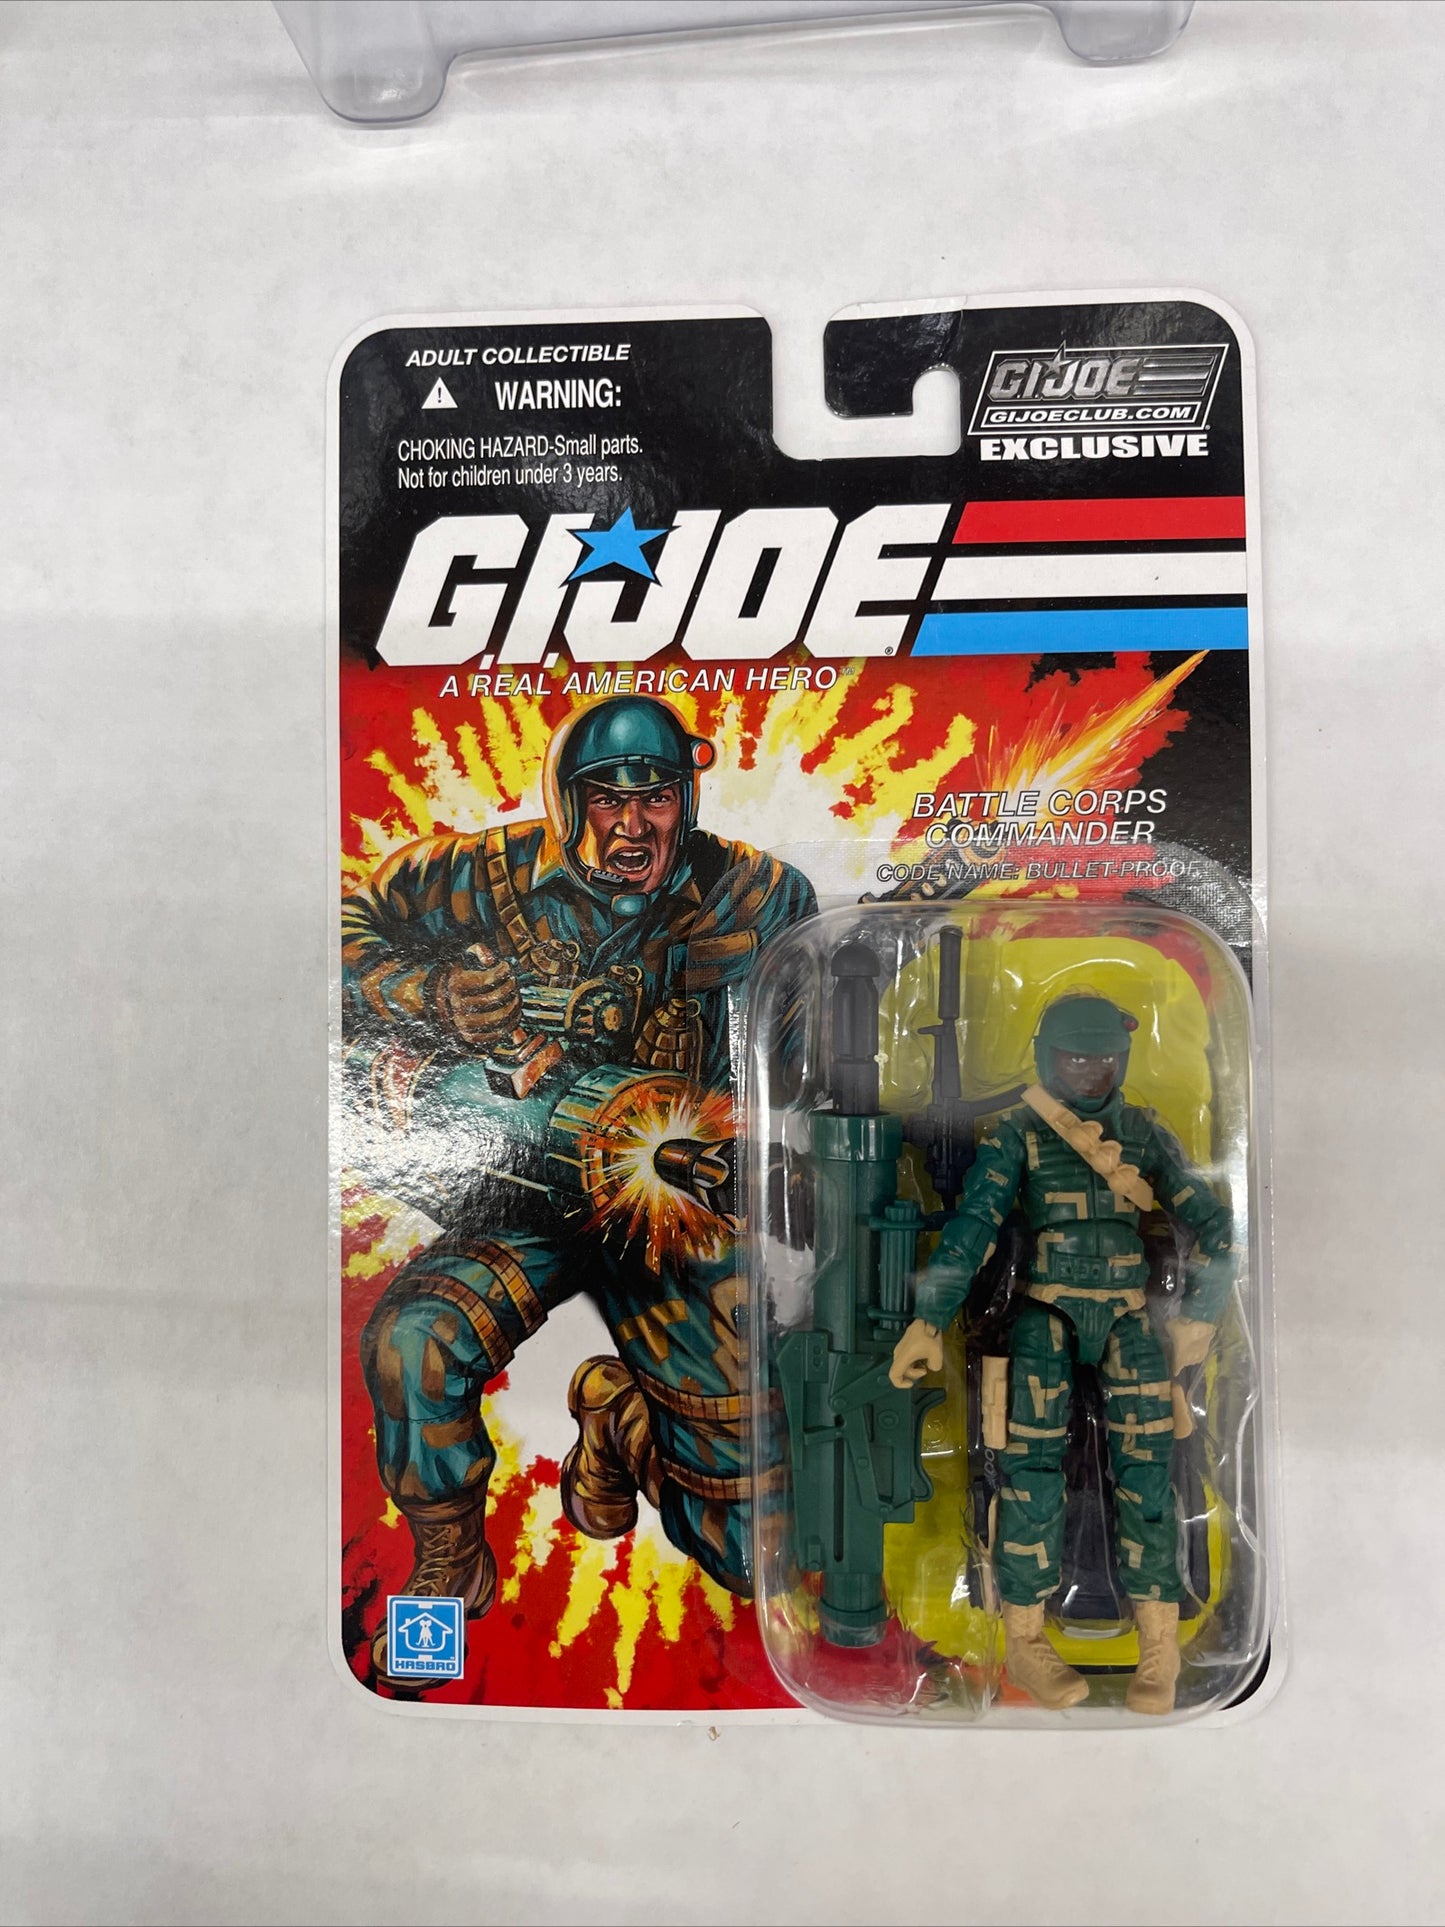 ADULT COLLECTIBLE
WARNING:
CHOKING HAZARD-Small parts.
Not for children under 3 years.
G.I. JOE
GIJOECLUB.COM
EXCLUSIVE
G.I. JOE®
A REAL AMERICAN HERO™
BATTLE CORPS
COMMANDER
CODE NAME: BULLET-PROOF
HASBRO